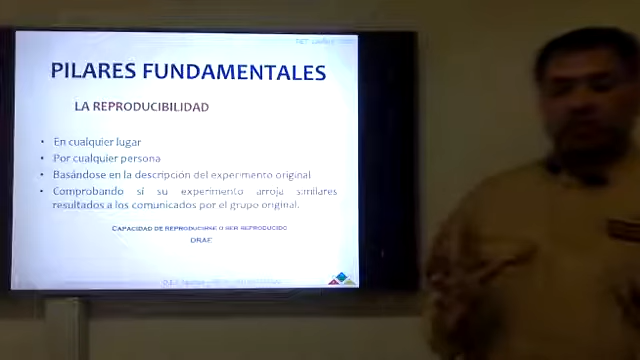 PILARES FUNDAMENTALES
LA REPRODUCIBILIDAD
• En cualquier lugar
• Por cualquier persona
• Basándose en la descripción del experimento original
• Comprobando si su experimento arroja similares
resultados a los comunicados por el grupo original.
CAPACIDAD DE REPRODUCIRSE O SER REPRODUCIDO
DRAE